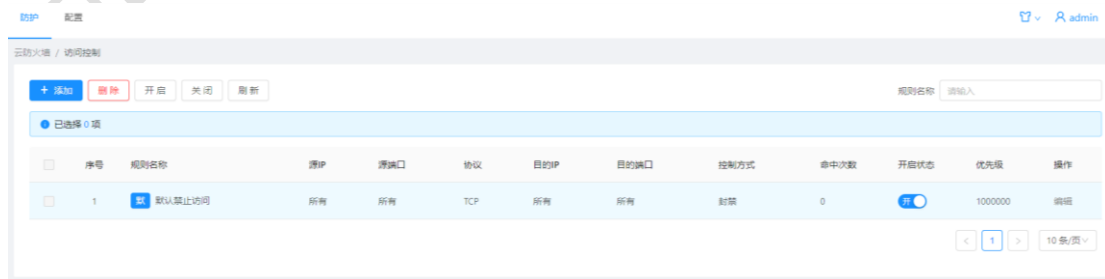 防护 配置 admin
云防火墙 / 访问控制
+ 添加 删除 开启 关闭 刷新 规则名称 请输入
已选择 0 项
序号 规则名称 源IP 源端口 协议 目的IP 目的端口 控制方式 命中次数 开启状态 优先级 操作
1 默 默认禁止访问 所有 所有 TCP 所有 所有 封禁 0 开 1000000 编辑
< 1 > 10 条/页